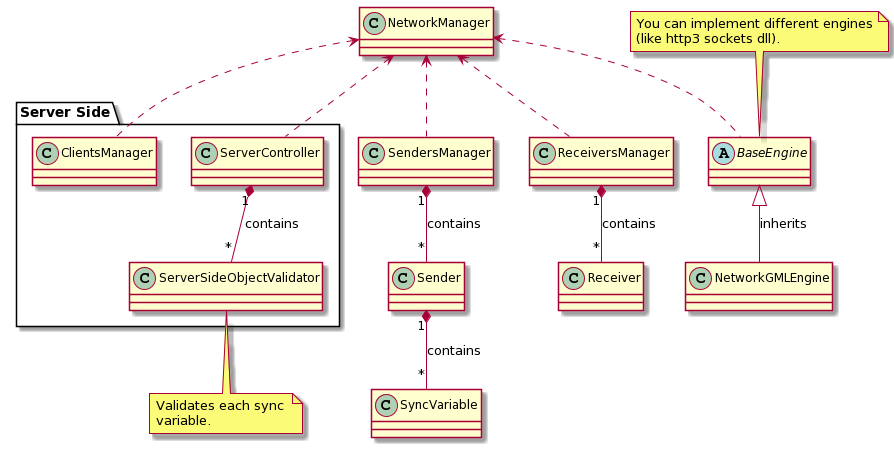 C NetworkManager
You can implement different engines
(like http3 sockets dll).
Server Side
C ClientsManager
C ServerController
C SendersManager
C ReceiversManager
A BaseEngine
1
contains
*
1
contains
*
1
contains
*
inherits
C ServerSideObjectValidator
C Sender
C Receiver
C NetworkGMLEngine
1
contains
*
Validates each sync
variable.
C SyncVariable